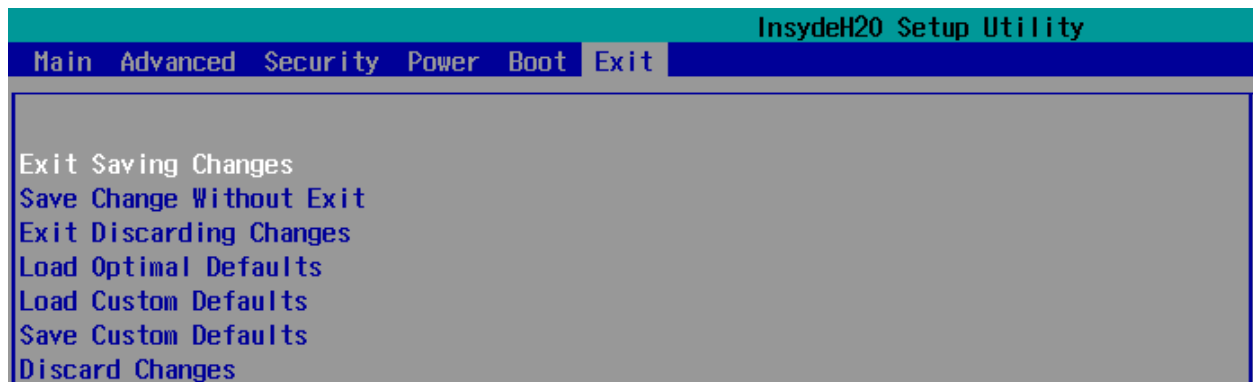 InsydeH20 Setup Utility
Main Advanced Security Power Boot Exit
Exit Saving Changes
Save Change Without Exit
Exit Discarding Changes
Load Optimal Defaults
Load Custom Defaults
Save Custom Defaults
Discard Changes